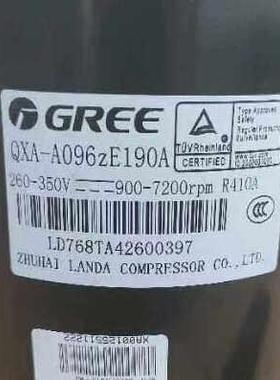 GREE
QXA-A096zE190A
TÜVRheinland
CERTIFIED
260-350V 900-7200rpm R410A
LD768TA42600397
ZHUHAI LANDA COMPRESSOR CO.,LTD.